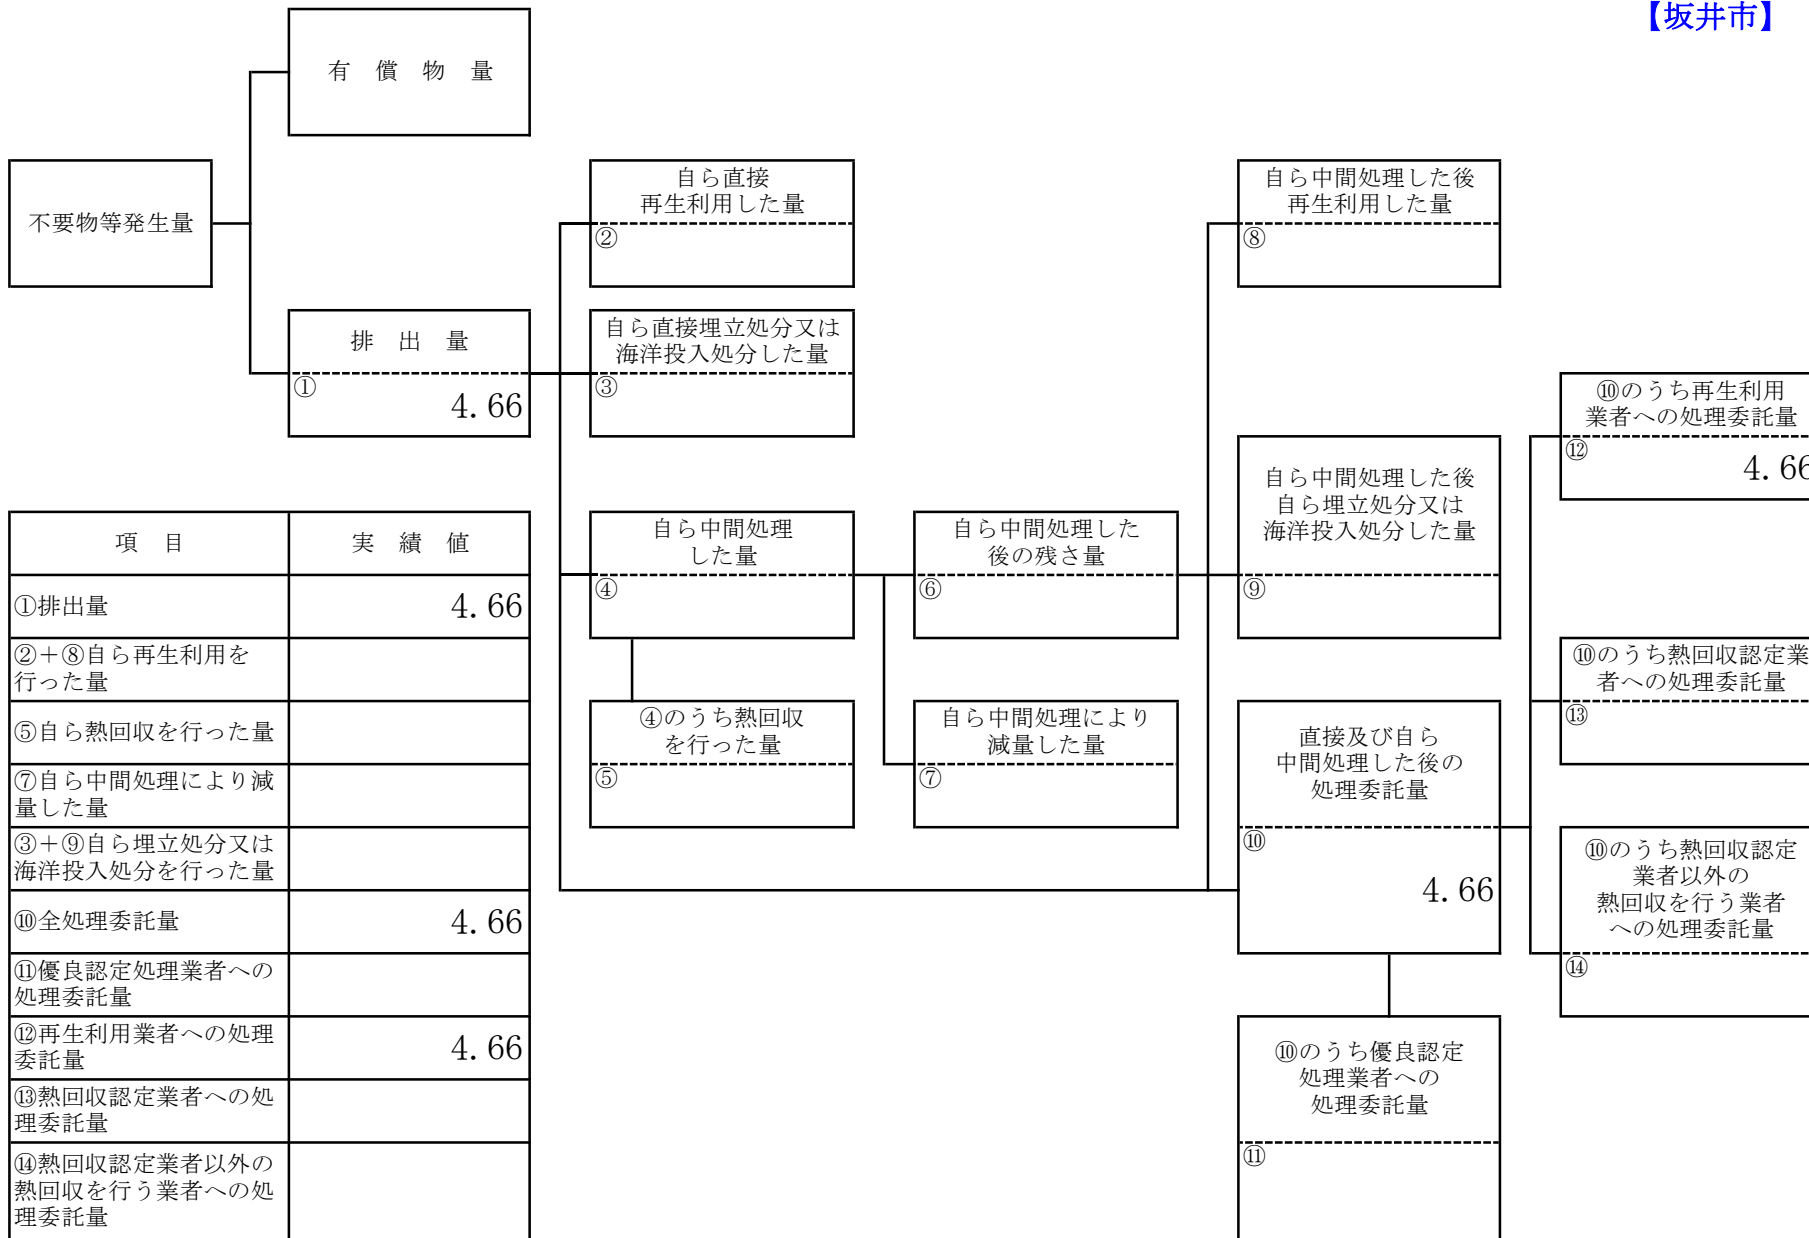 【坂井市】
有　償　物　量
不要物等発生量
排　出　量
①
4.66
自ら直接
再生利用した量
②
自ら直接埋立処分又は
海洋投入処分した量
③
自ら中間処理
した量
④
④のうち熱回収
を行った量
⑤
自ら中間処理した
後の残さ量
⑥
自ら中間処理により
減量した量
⑦
自ら中間処理した後
再生利用した量
⑧
自ら中間処理した後
自ら埋立処分又は
海洋投入処分した量
⑨
直接及び自ら
中間処理した後の
処理委託量
⑩
4.66
⑩のうち優良認定
処理業者への
処理委託量
⑪
⑩のうち再生利用
業者への処理委託量
⑫
4.66
⑩のうち熱回収認定業
者への処理委託量
⑬
⑩のうち熱回収認定
業者以外の
熱回収を行う業者
への処理委託量
⑭
項　目　実　績　値
①排出量　4.66
②＋⑧自ら再生利用を
行った量
⑤自ら熱回収を行った量
⑦自ら中間処理により減
量した量
③＋⑨自ら埋立処分又は
海洋投入処分を行った量
⑩全処理委託量　4.66
⑪優良認定処理業者への
処理委託量
⑫再生利用業者への処理
委託量
4.66
⑬熱回収認定業者への処
理委託量
⑭熱回収認定業者以外の
熱回収を行う業者への処
理委託量